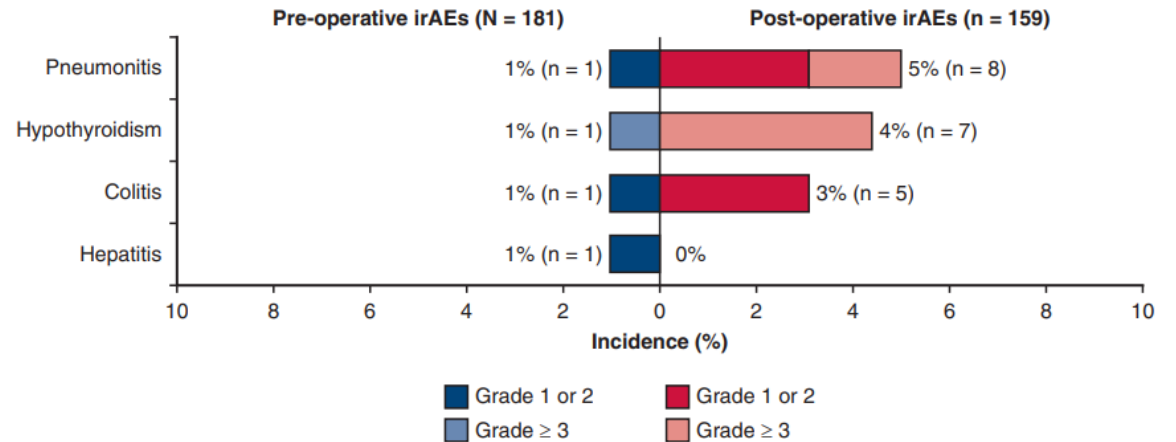 Pre-operative irAEs (N = 181) Post-operative irAEs (n = 159)
Pneumonitis 1% (n = 1) 5% (n = 8)
Hypothyroidism 1% (n = 1) 4% (n = 7)
Colitis 1% (n = 1) 3% (n = 5)
Hepatitis 1% (n = 1) 0%
10 8 6 4 2 0 2 4 6 8 10
Incidence (%)
Grade 1 or 2 Grade 1 or 2
Grade ≥ 3 Grade ≥ 3